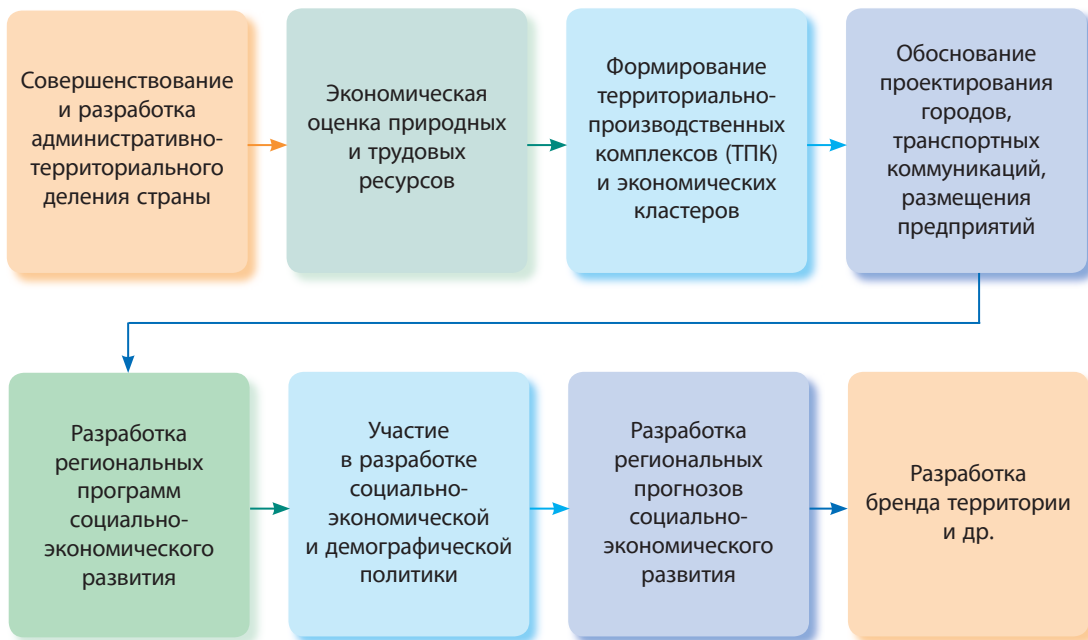 Совершенствование
и разработка
административно-
территориального
деления страны
Экономическая
оценка природных
и трудовых
ресурсов
Формирование
территориально-
производственных
комплексов (ТПК)
и экономических
кластеров
Обоснование
проектирования
городов,
транспортных
коммуникаций,
размещения
предприятий
Разработка
региональных
программ
социально-
экономического
развития
Участие
в разработке
социально-
экономической
и демографической
политики
Разработка
региональных
прогнозов
социально-
экономического
развития
Разработка
бренда территории
и др.